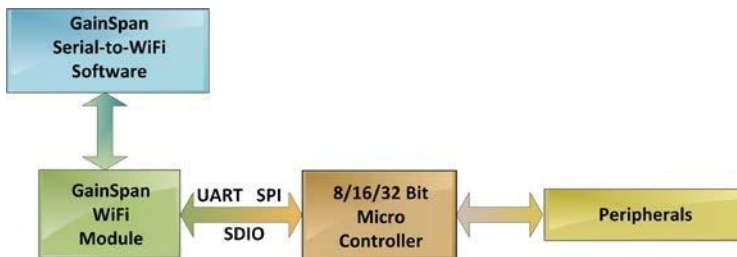 GainSpan
Serial-to-WiFi
Software
GainSpan
WiFi
Module
UART SPI
SDIO
8/16/32 Bit
Micro
Controller
Peripherals